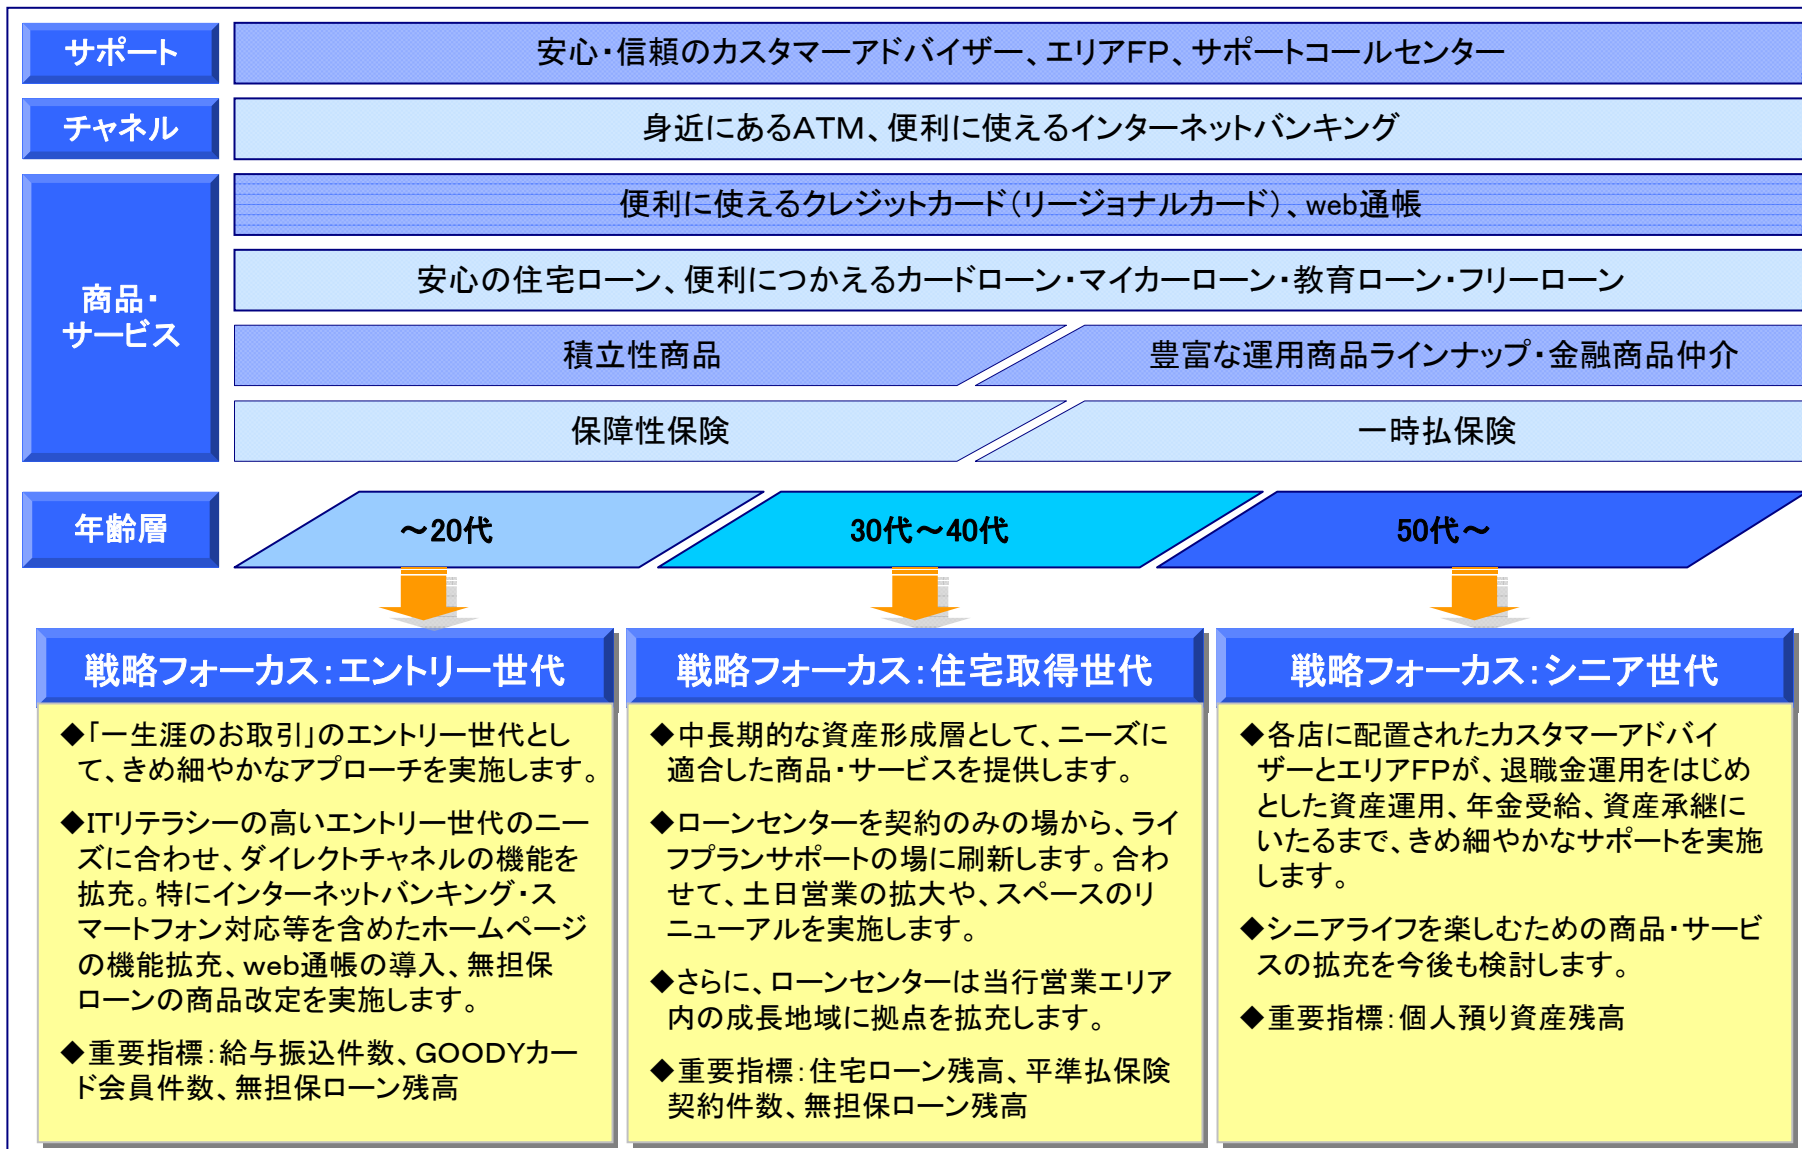 サポート
安心・信頼のカスタマーアドバイザー、エリアFP、サポートコールセンター
チャネル
身近にあるATM、便利に使えるインターネットバンキング
商品・
サービス
便利に使えるクレジットカード（リージョナルカード）、web通帳
安心の住宅ローン、便利につかえるカードローン・マイカーローン・教育ローン・フリーローン
積立性商品
豊富な運用商品ラインナップ・金融商品仲介
保障性保険
一時払保険
年齢層
～20代
30代～40代
50代～
戦略フォーカス：エントリー世代
◆「一生涯のお取引」のエントリー世代とし
て、きめ細やかなアプローチを実施します。
◆ITリテラシーの高いエントリー世代のニー
ズに合わせ、ダイレクトチャネルの機能を
拡充。特にインターネットバンキング・ス
マートフォン対応等を含めたホームページ
の機能拡充、web通帳の導入、無担保
ローンの商品改定を実施します。
◆重要指標：給与振込件数、GOODYカー
ド会員件数、無担保ローン残高
戦略フォーカス：住宅取得世代
◆中長期的な資産形成層として、ニーズに
適合した商品・サービスを提供します。
◆ローンセンターを契約のみの場から、ライ
フプランサポートの場に刷新します。合わ
せて、土日営業の拡大や、スペースのリ
ニューアルを実施します。
◆さらに、ローンセンターは当行営業エリア
内の成長地域に拠点を拡充します。
◆重要指標：住宅ローン残高、平準払保険
契約件数、無担保ローン残高
戦略フォーカス：シニア世代
◆各店に配置されたカスタマーアドバイ
ザーとエリアFPが、退職金運用をはじめ
とした資産運用、年金受給、資産承継に
いたるまで、きめ細やかなサポートを実施
します。
◆シニアライフを楽しむための商品・サービ
スの拡充を今後も検討します。
◆重要指標：個人預り資産残高